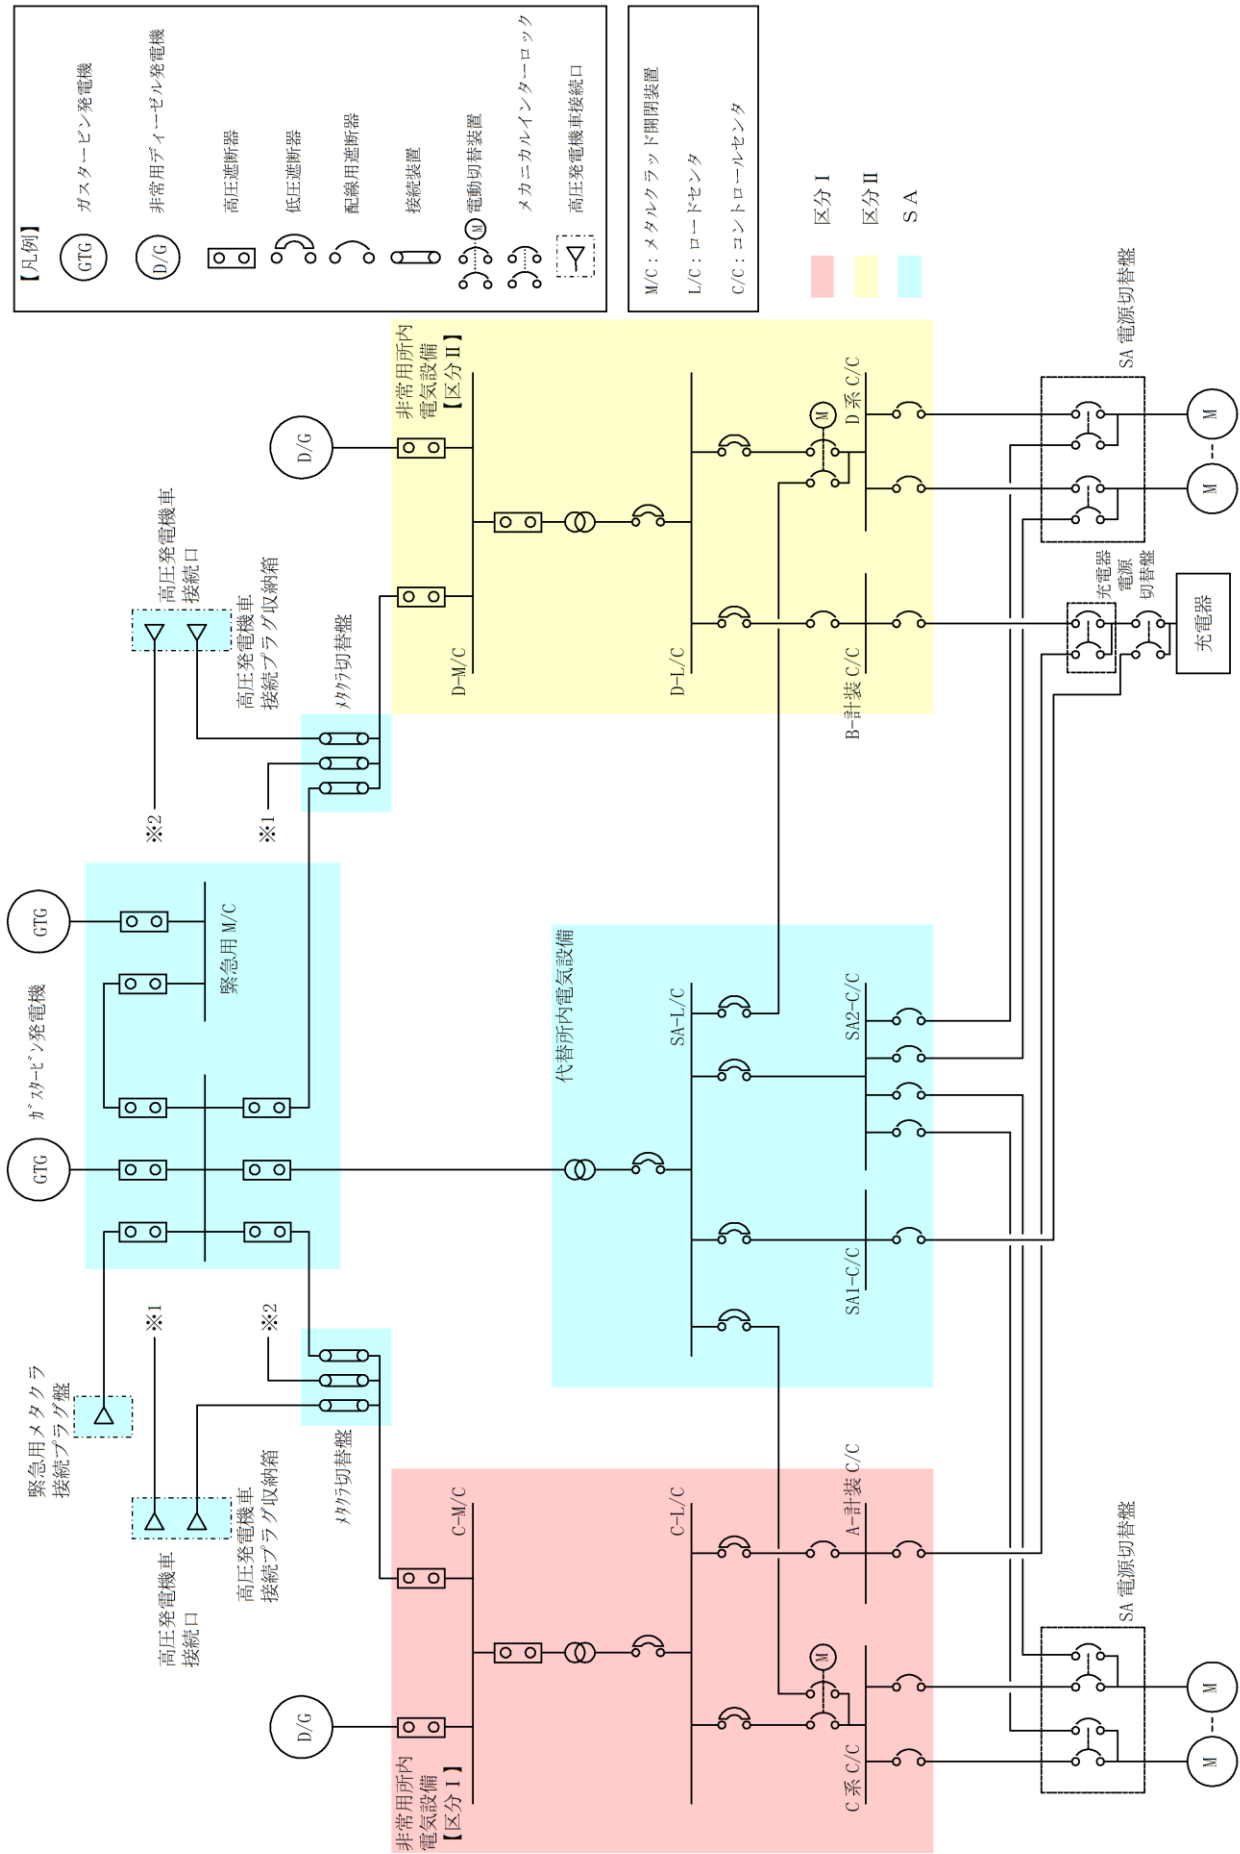 【凡例】
GTG
ガスタービン発電機
D/G
非常用ディーゼル発電機
高圧遮断器
低圧遮断器
配線用遮断器
接続装置
M
電動切替装置
メカニカルインターロック
高圧発電機車接続口
M/C：メタルクラッド開閉装置
L/C：ロードセンタ
C/C：コントロールセンタ
区分Ⅰ
区分Ⅱ
ＳＡ
緊急用メタクラ
接続プラグ盤
GTG
ｶﾞｽﾀｰﾋﾞﾝ発電機
GTG
緊急用 M/C
高圧発電機車
接続口
※1
※2
高圧発電機車
接続プラグ収納箱
ﾒﾀｸﾗ切替盤
高圧発電機車
接続口
※2
※1
高圧発電機車
接続プラグ収納箱
ﾒﾀｸﾗ切替盤
D/G
非常用所内
電気設備
【区分Ⅰ】
C-M/C
C-L/C
M
C 系 C/C
A-計装 C/C
代替所内電気設備
SA-L/C
SA1-C/C
SA2-C/C
D/G
非常用所内
電気設備
【区分Ⅱ】
D-M/C
D-L/C
M
B-計装 C/C
D 系 C/C
SA 電源切替盤
M
M
充電器
電源
切替盤
充電器
SA 電源切替盤
M
M